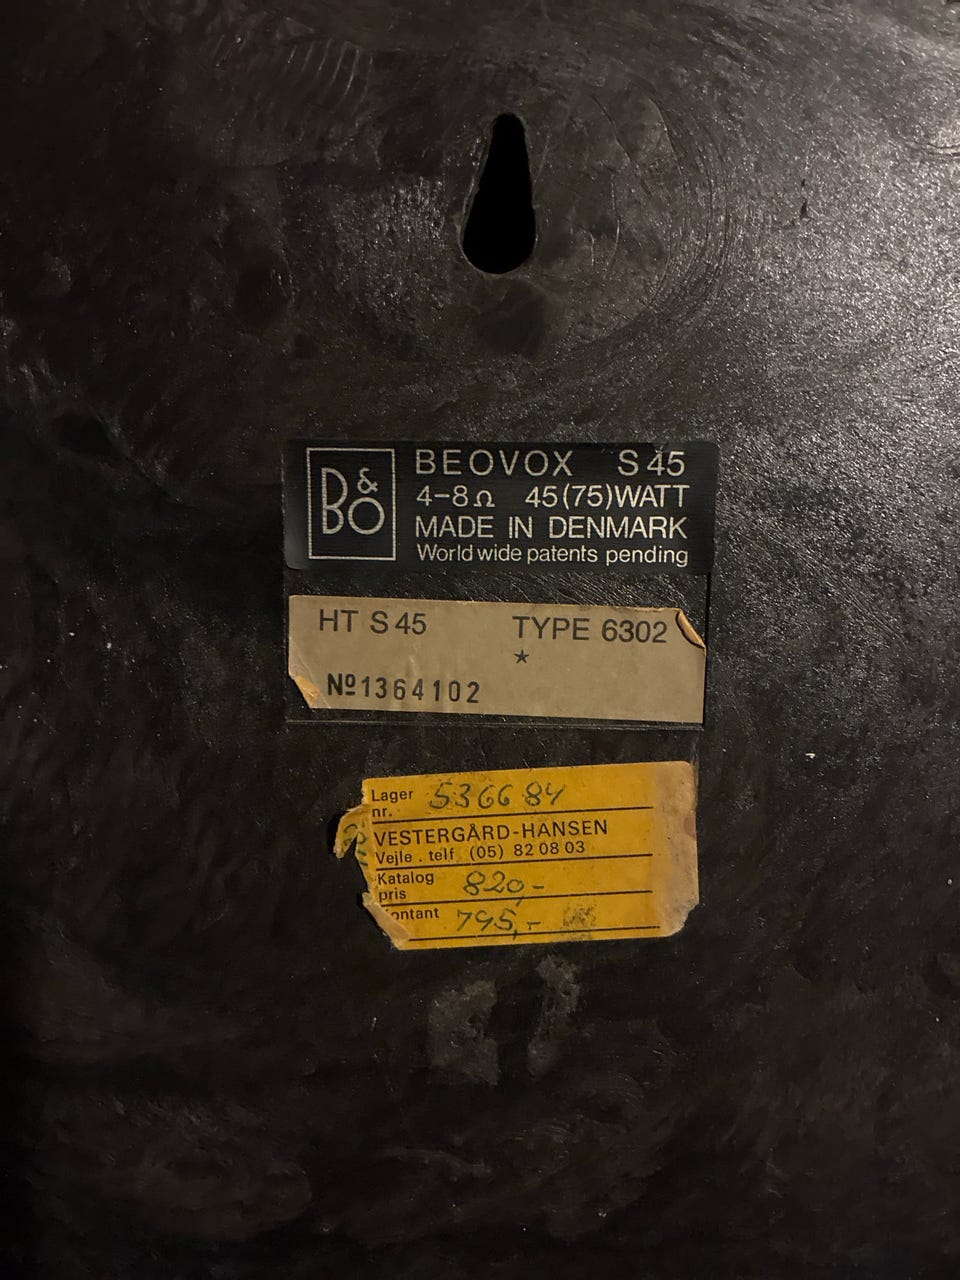 B&O
BEOVOX S45
4-8Ω 45(75)WATT
MADE IN DENMARK
World wide patents pending
HT S45 TYPE 6302
★
Nº1364102
Lager nr. 536684
VESTERGÅRD-HANSEN
Vejle . telf. (05) 82 08 03
Katalog pris 820,-
ontant 795,-